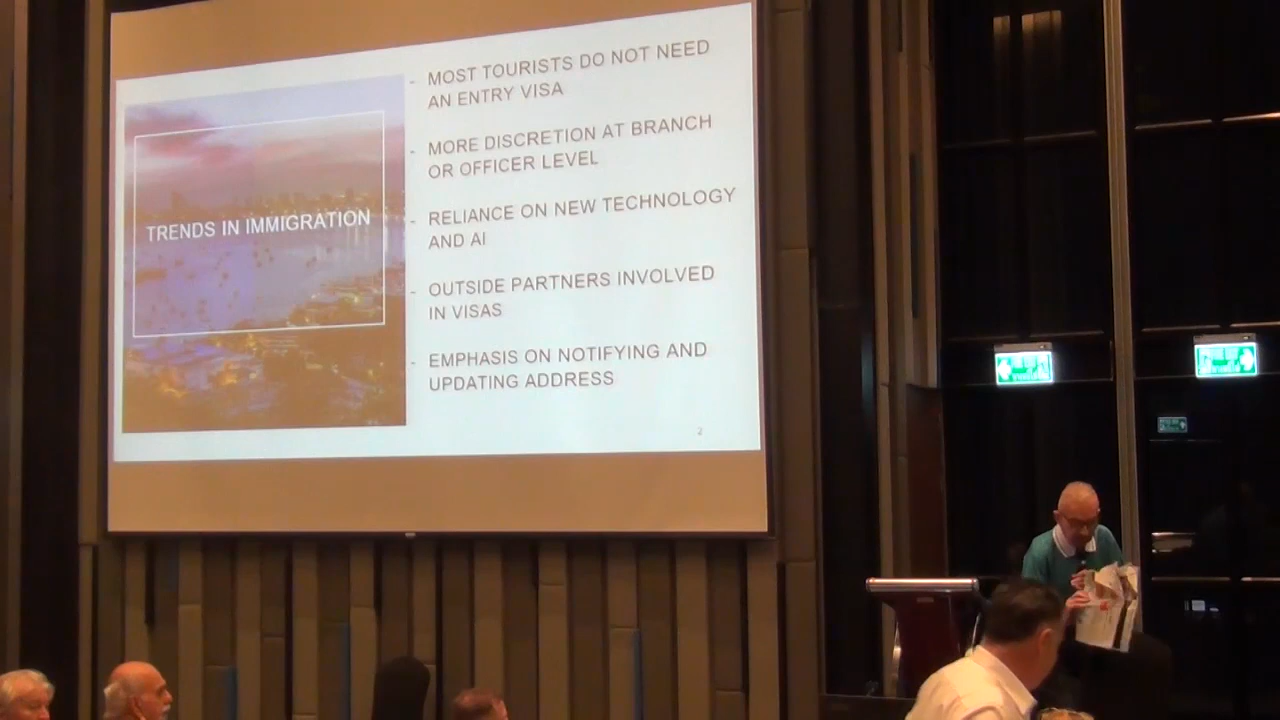 TRENDS IN IMMIGRATION
- MOST TOURISTS DO NOT NEED
AN ENTRY VISA
- MORE DISCRETION AT BRANCH
OR OFFICER LEVEL
- RELIANCE ON NEW TECHNOLOGY
AND AI
- OUTSIDE PARTNERS INVOLVED
IN VISAS
- EMPHASIS ON NOTIFYING AND
UPDATING ADDRESS
2